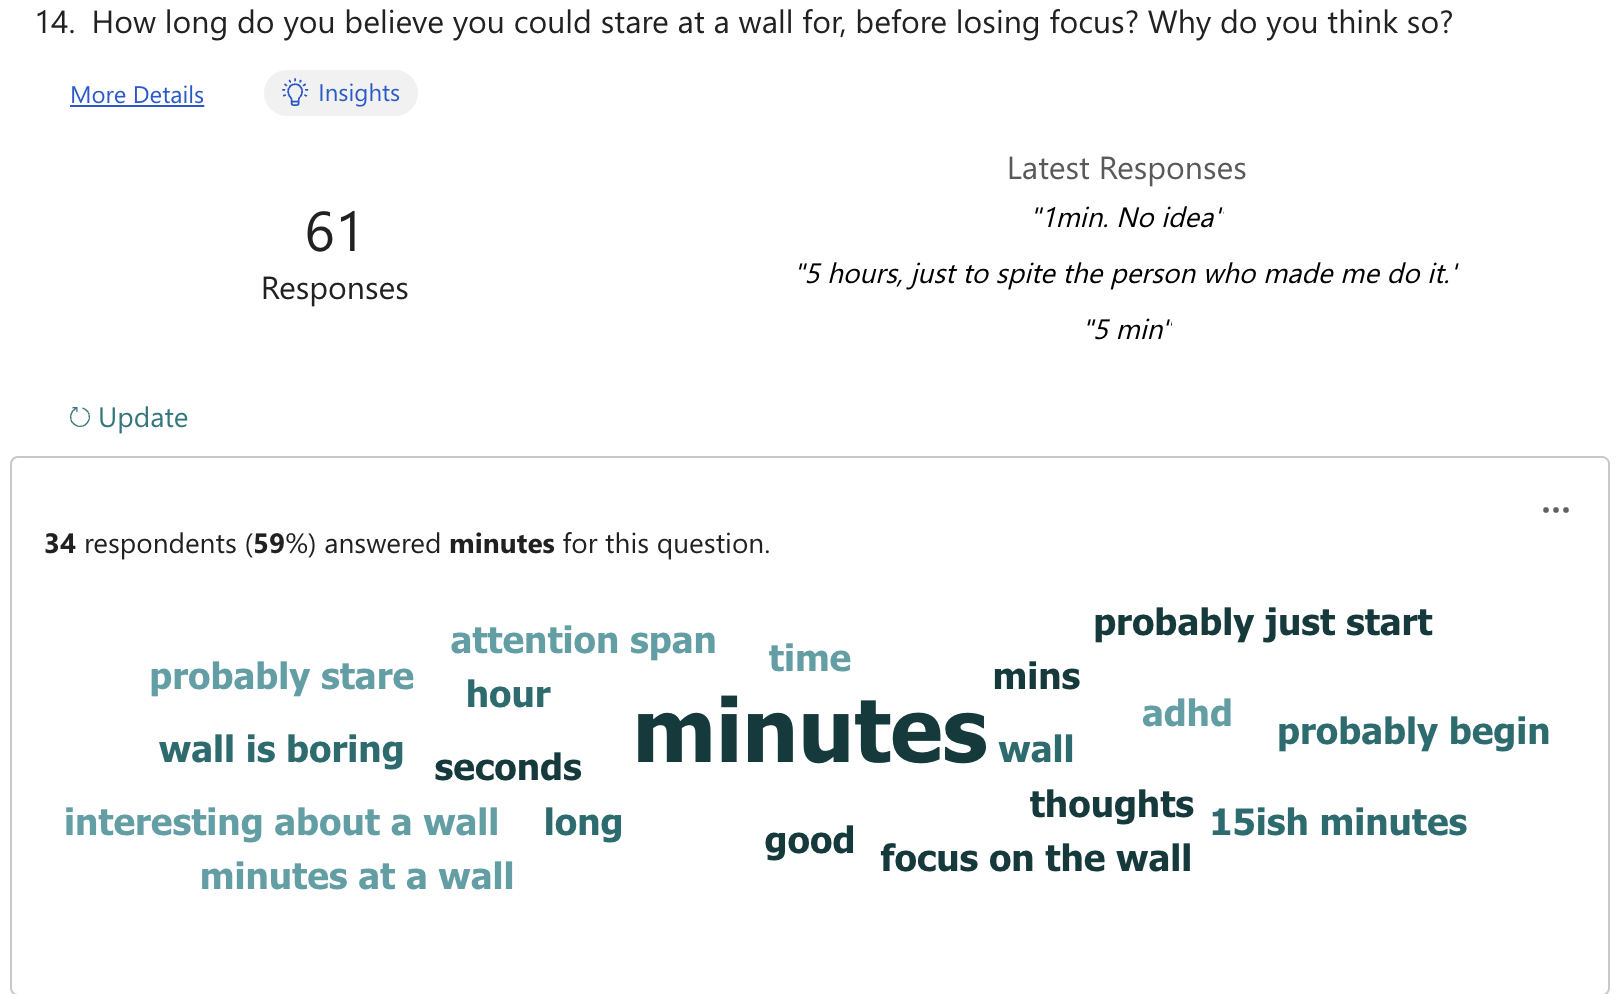 14. How long do you believe you could stare at a wall for, before losing focus? Why do you think so?
More Details
Insights
61
Responses
Latest Responses
"1min. No idea"
"5 hours, just to spite the person who made me do it."
"5 min"
Update
34 respondents (59%) answered minutes for this question.
probably just start
attention span
time
probably stare
mins
hour
adhd
minutes
probably begin
wall is boring
wall
seconds
thoughts
interesting about a wall
long
15ish minutes
good
focus on the wall
minutes at a wall